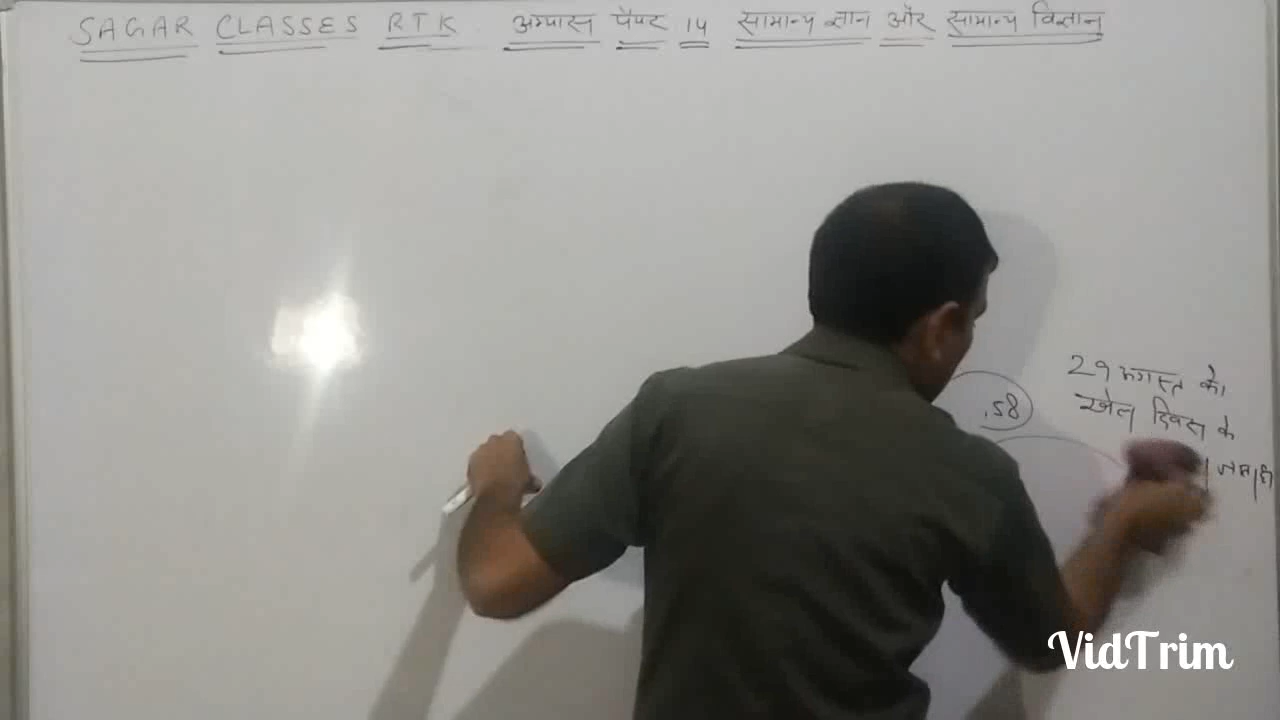 SAGAR CLASSES RTK अभ्यास पेपर 14 सामान्य ज्ञान और सामान्य विज्ञान
.58
29 अगस्त को
खेल दिवस के
VidTrim